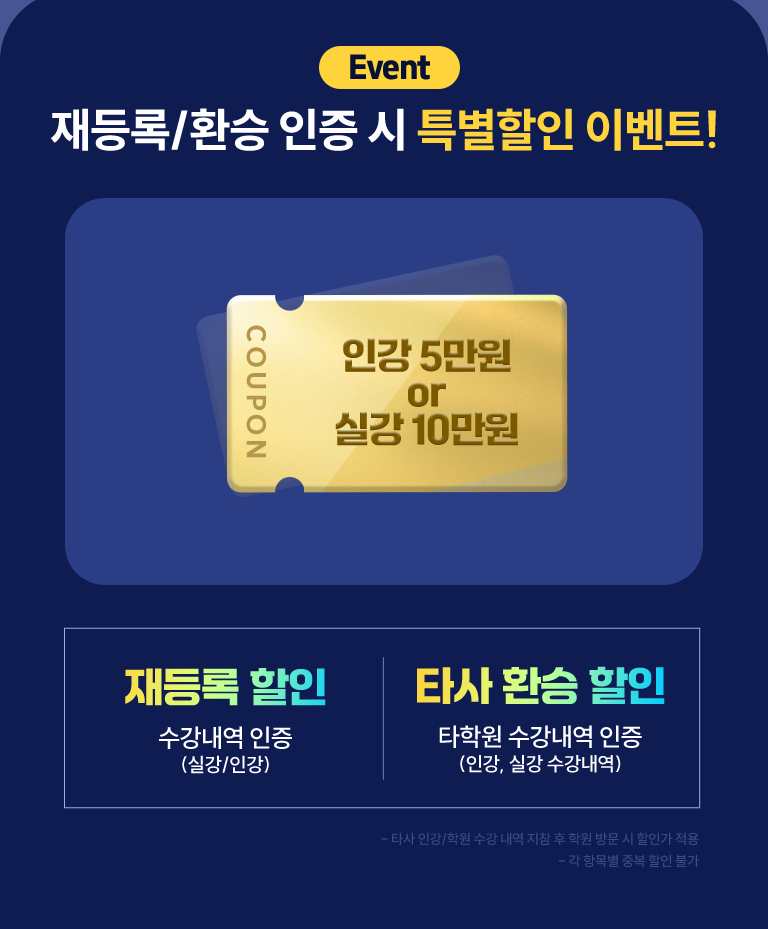 Event
재등록/환승 인증 시 특별할인 이벤트!
COUPON
인강 5만원
or
실강 10만원
재등록 할인
수강내역 인증
(실강/인강)
타사 환승 할인
타학원 수강내역 인증
(인강, 실강 수강내역)
- 타사 인강/학원 수강 내역 지참 후 학원 방문 시 할인가 적용
- 각 항목별 중복 할인 불가